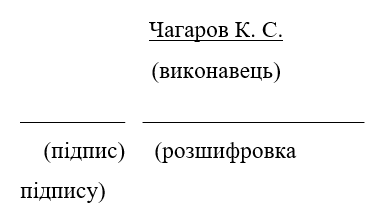 Чагаров К. С.
(виконавець)
(підпис) (розшифровка
підпису)